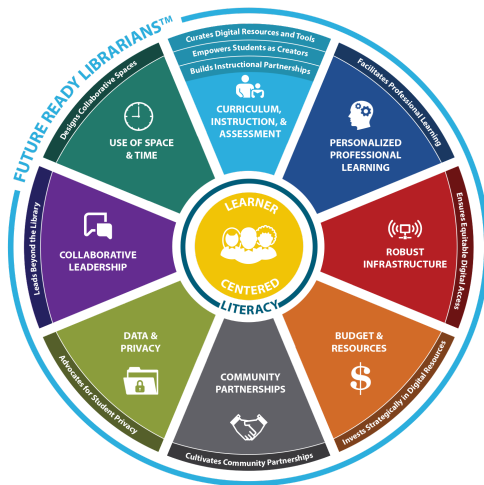 FUTURE READY LIBRARIANS™
Curates Digital Resources and Tools
Empowers Students as Creators
Builds Instructional Partnerships
CURRICULUM,
INSTRUCTION, &
ASSESSMENT
Facilitates Professional Learning
PERSONALIZED
PROFESSIONAL
LEARNING
Ensures Equitable Digital Access
ROBUST
INFRASTRUCTURE
Invests Strategically in Digital Resources
BUDGET &
RESOURCES
$
Cultivates Community Partnerships
COMMUNITY
PARTNERSHIPS
Advocates for Student Privacy
DATA &
PRIVACY
Leads Beyond the Library
COLLABORATIVE
LEADERSHIP
Designs Collaborative Spaces
USE OF SPACE
& TIME
LEARNER
CENTERED
LITERACY